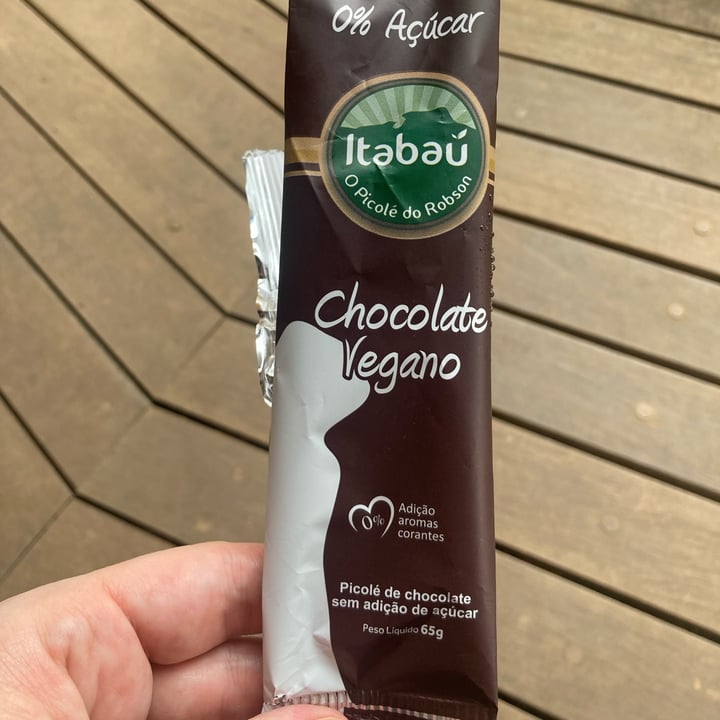 0% Açúcar
Itabaú
O Picolé do Robson
Chocolate
Vegano
0%
Adição
aromas
corantes
Picolé de chocolate
sem adição de açúcar
Peso Líquido 65g